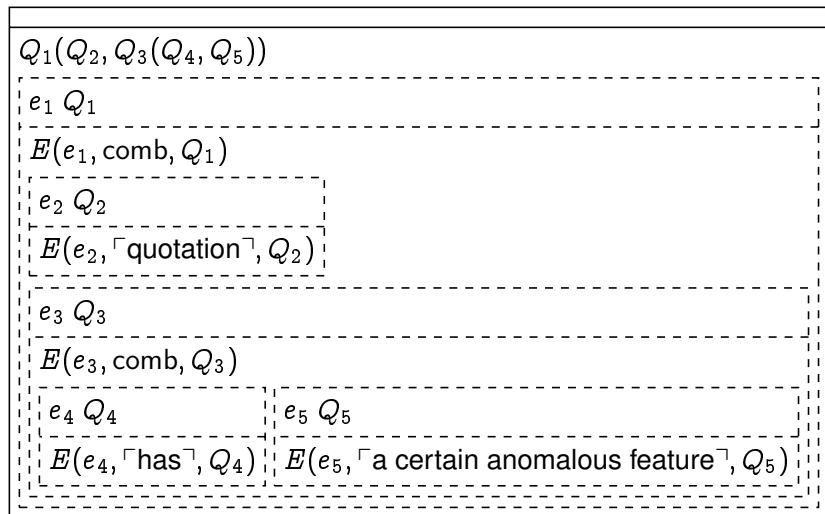 Q₁(Q₂, Q₃(Q₄, Q₅))
e₁ Q₁
E(e₁, comb, Q₁)
e₂ Q₂
E(e₂, ⌜quotation⌝, Q₂)
e₃ Q₃
E(e₃, comb, Q₃)
e₄ Q₄ e₅ Q₅
E(e₄, ⌜has⌝, Q₄) E(e₅, ⌜a certain anomalous feature⌝, Q₅)